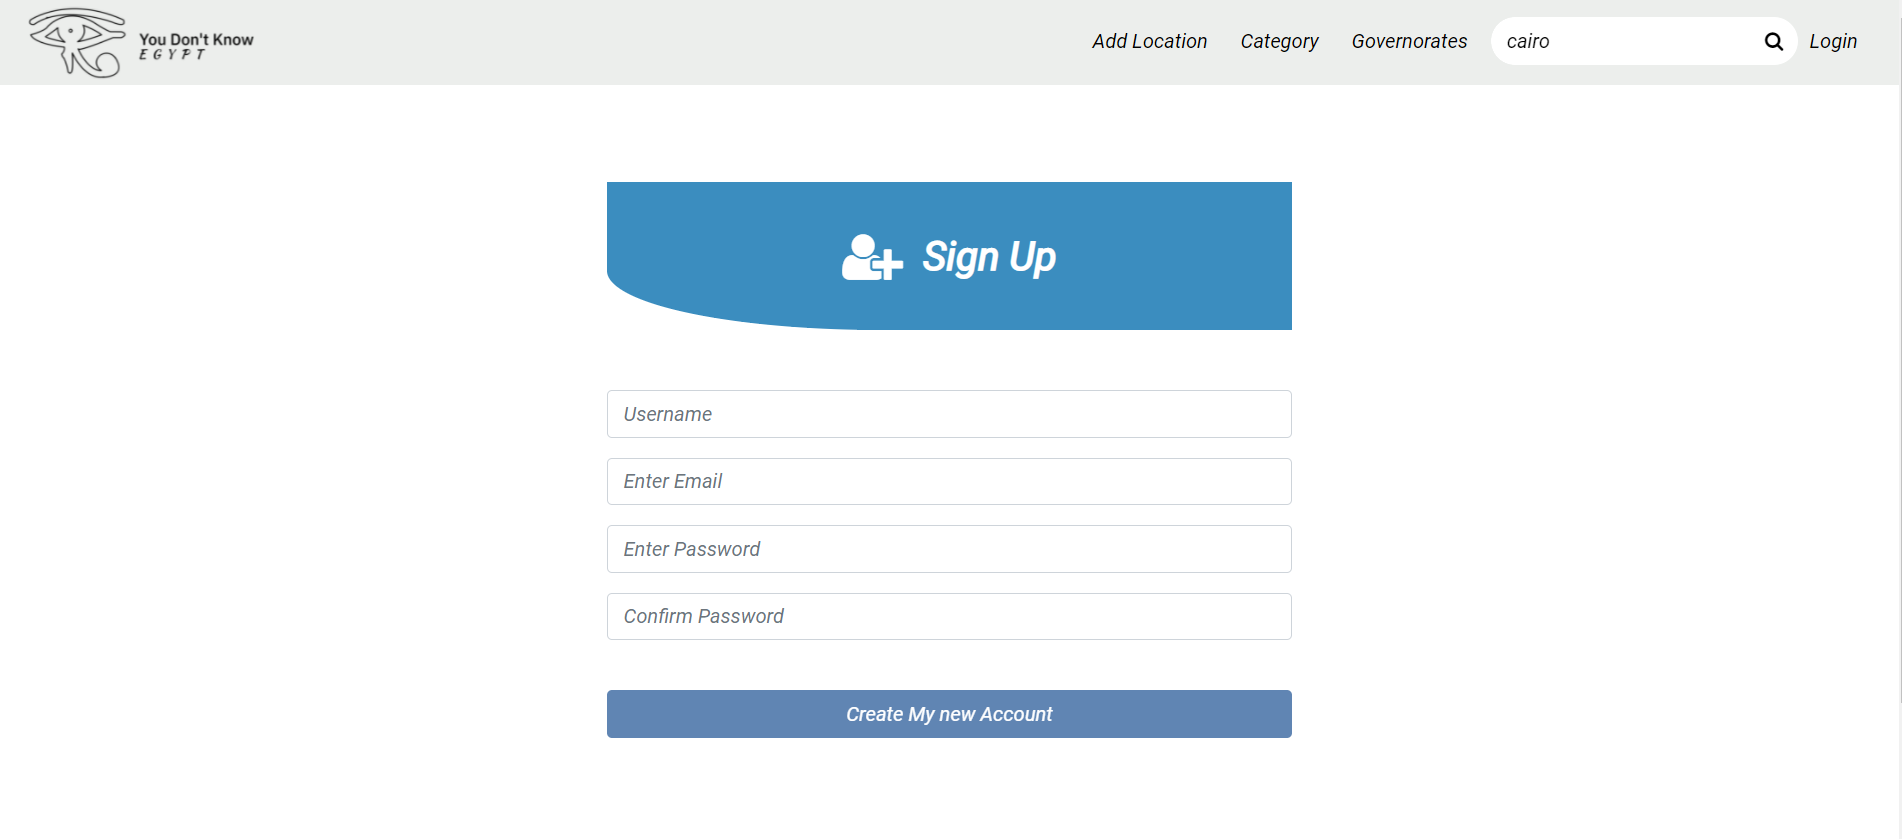 You Don't Know
EGYPT
Add Location Category Governorates cairo Login
Sign Up
Username
Enter Email
Enter Password
Confirm Password
Create My new Account